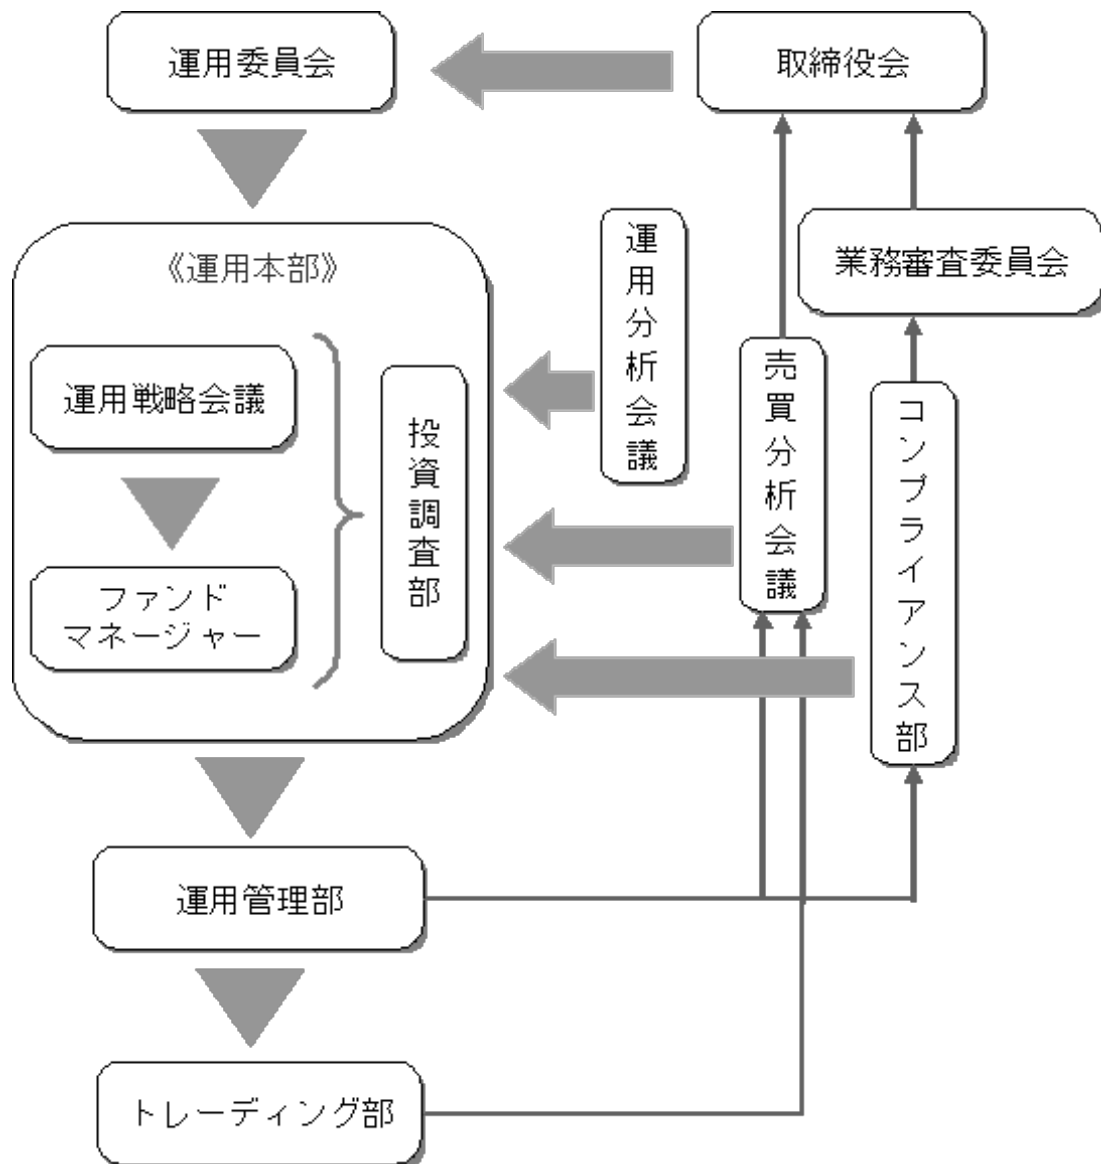 運用委員会
取締役会
《運用本部》
運用分析会議
業務審査委員会
運用戦略会議
投資調査部
売買分析会議
コンプライアンス部
ファンド
マネージャー
運用管理部
トレーディング部